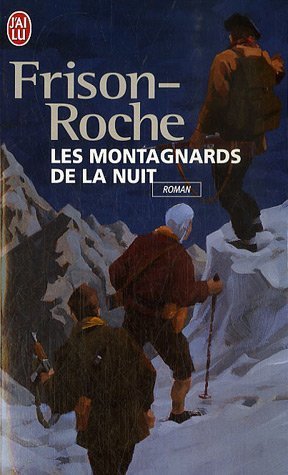 J'AI
LU
Frison-
Roche
LES MONTAGNARDS
DE LA NUIT
ROMAN